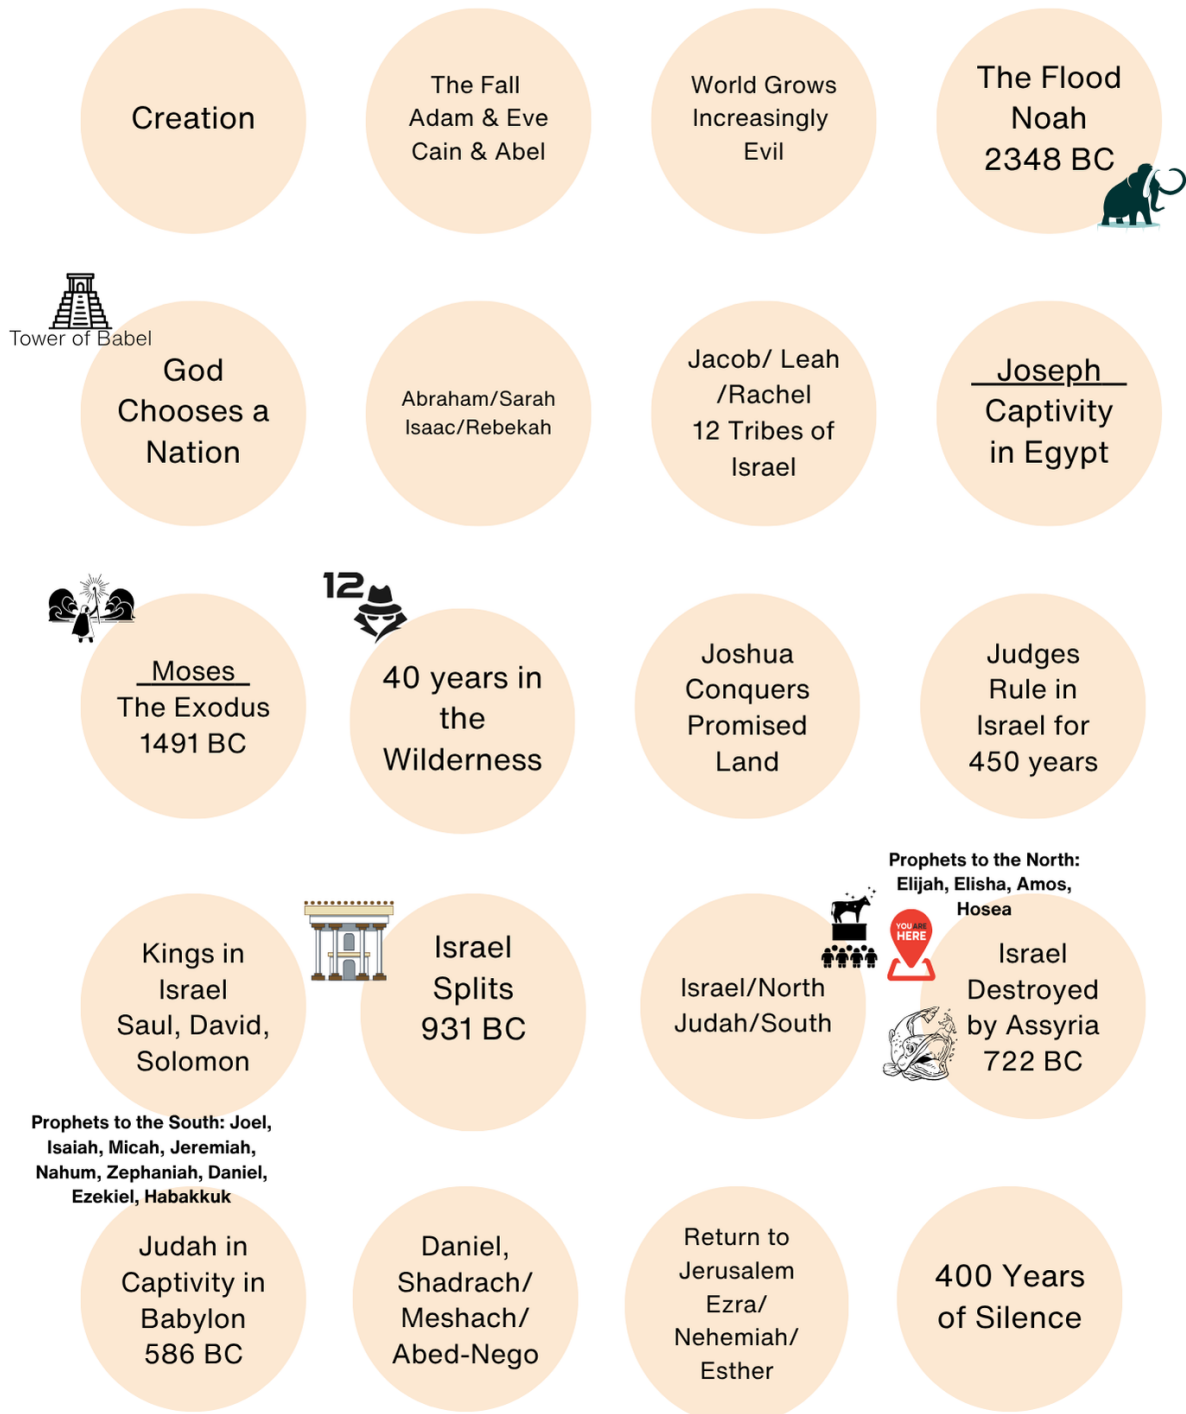 Creation
The Fall
Adam & Eve
Cain & Abel
World Grows
Increasingly
Evil
The Flood
Noah
2348 BC
Tower of Babel
God
Chooses a
Nation
Abraham/Sarah
Isaac/Rebekah
Jacob/ Leah
/Rachel
12 Tribes of
Israel
Joseph
Captivity
in Egypt
Moses
The Exodus
1491 BC
12
40 years in
the
Wilderness
Joshua
Conquers
Promised
Land
Judges
Rule in
Israel for
450 years
Kings in
Israel
Saul, David,
Solomon
Israel
Splits
931 BC
Israel/North
Judah/South
Prophets to the North:
Elijah, Elisha, Amos,
Hosea
YOU ARE
HERE
Israel
Destroyed
by Assyria
722 BC
Prophets to the South: Joel,
Isaiah, Micah, Jeremiah,
Nahum, Zephaniah, Daniel,
Ezekiel, Habakkuk
Judah in
Captivity in
Babylon
586 BC
Daniel,
Shadrach/
Meshach/
Abed-Nego
Return to
Jerusalem
Ezra/
Nehemiah/
Esther
400 Years
of Silence